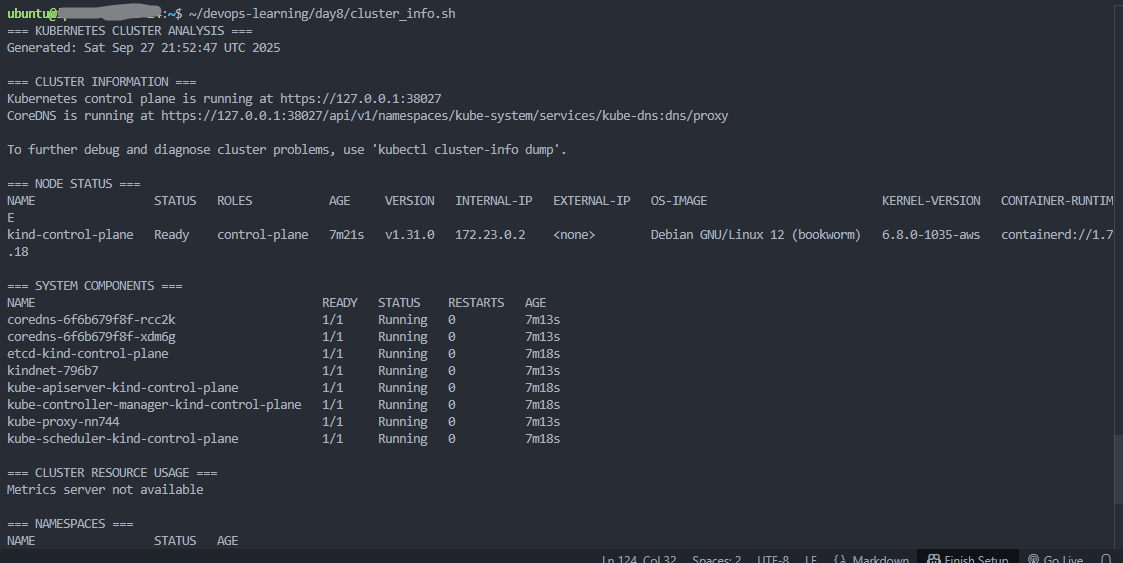 ubuntu@ :~$ ~/devops-learning/day8/cluster_info.sh
=== KUBERNETES CLUSTER ANALYSIS ===
Generated: Sat Sep 27 21:52:47 UTC 2025
=== CLUSTER INFORMATION ===
Kubernetes control plane is running at https://127.0.0.1:38027
CoreDNS is running at https://127.0.0.1:38027/api/v1/namespaces/kube-system/services/kube-dns:dns/proxy
To further debug and diagnose cluster problems, use 'kubectl cluster-info dump'.
=== NODE STATUS ===
NAME STATUS ROLES AGE VERSION INTERNAL-IP EXTERNAL-IP OS-IMAGE KERNEL-VERSION CONTAINER-RUNTIM
E
kind-control-plane Ready control-plane 7m21s v1.31.0 172.23.0.2 <none> Debian GNU/Linux 12 (bookworm) 6.8.0-1035-aws containerd://1.7
.18
=== SYSTEM COMPONENTS ===
NAME READY STATUS RESTARTS AGE
coredns-6f6b679f8f-rcc2k 1/1 Running 0 7m13s
coredns-6f6b679f8f-xdm6g 1/1 Running 0 7m13s
etcd-kind-control-plane 1/1 Running 0 7m18s
kindnet-796b7 1/1 Running 0 7m13s
kube-apiserver-kind-control-plane 1/1 Running 0 7m18s
kube-controller-manager-kind-control-plane 1/1 Running 0 7m18s
kube-proxy-nn744 1/1 Running 0 7m13s
kube-scheduler-kind-control-plane 1/1 Running 0 7m18s
=== CLUSTER RESOURCE USAGE ===
Metrics server not available
=== NAMESPACES ===
NAME STATUS AGE
Ln 124, Col 32 Spaces: 2 UTF-8 LF Markdown Finish Setup Go Live